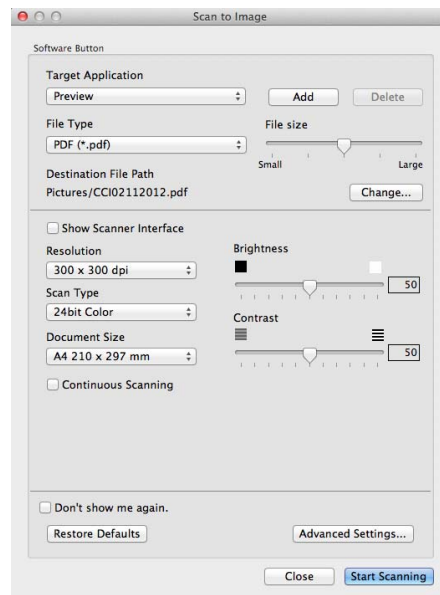 Scan to Image
Software Button
Target Application
Preview
Add
Delete
File Type
File size
PDF (*.pdf)
Small
Large
Destination File Path
Pictures/CCI02112012.pdf
Change...
Show Scanner Interface
Resolution
Brightness
300 x 300 dpi
50
Scan Type
24bit Color
Contrast
Document Size
A4 210 x 297 mm
50
Continuous Scanning
Don't show me again.
Restore Defaults
Advanced Settings...
Close
Start Scanning